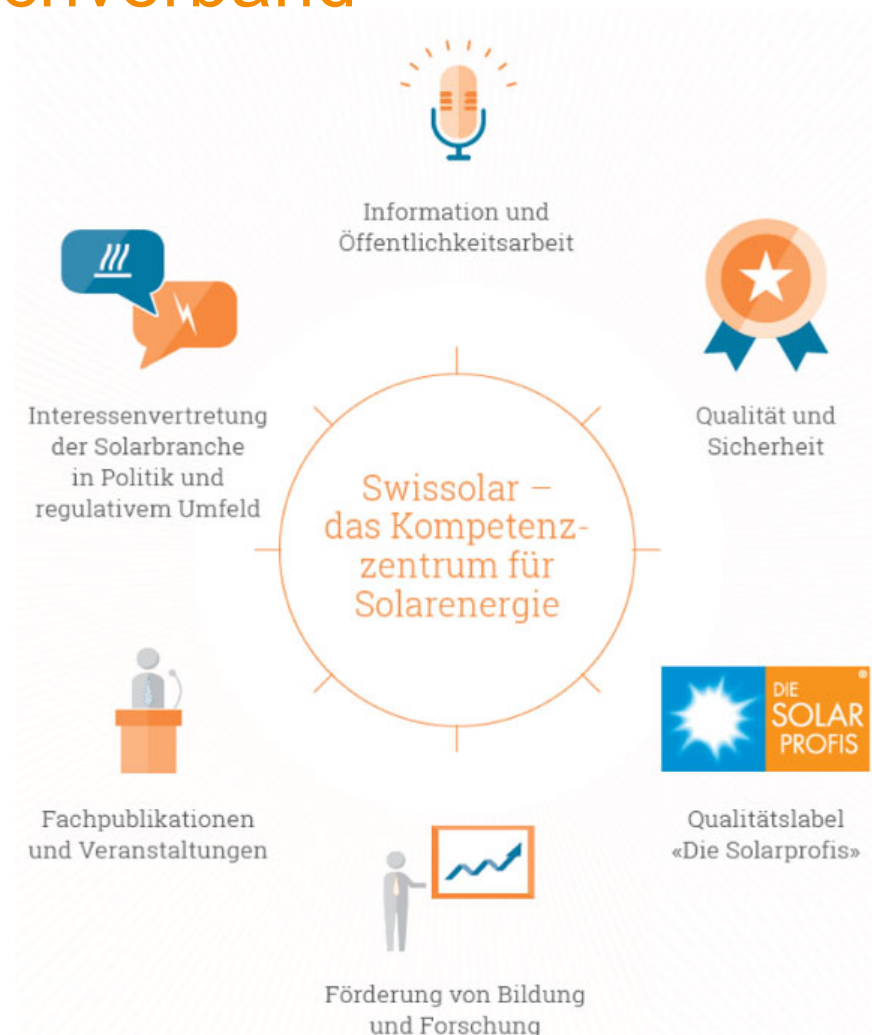 Information und
Öffentlichkeitsarbeit
Interessenvertretung
der Solarbranche
in Politik und
regulativem Umfeld
Qualität und
Sicherheit
Swissolar –
das Kompetenz-
zentrum für
Solarenergie
DIE
SOLAR
PROFIS
®
Fachpublikationen
und Veranstaltungen
Qualitätslabel
«Die Solarprofis»
Förderung von Bildung
und Forschung